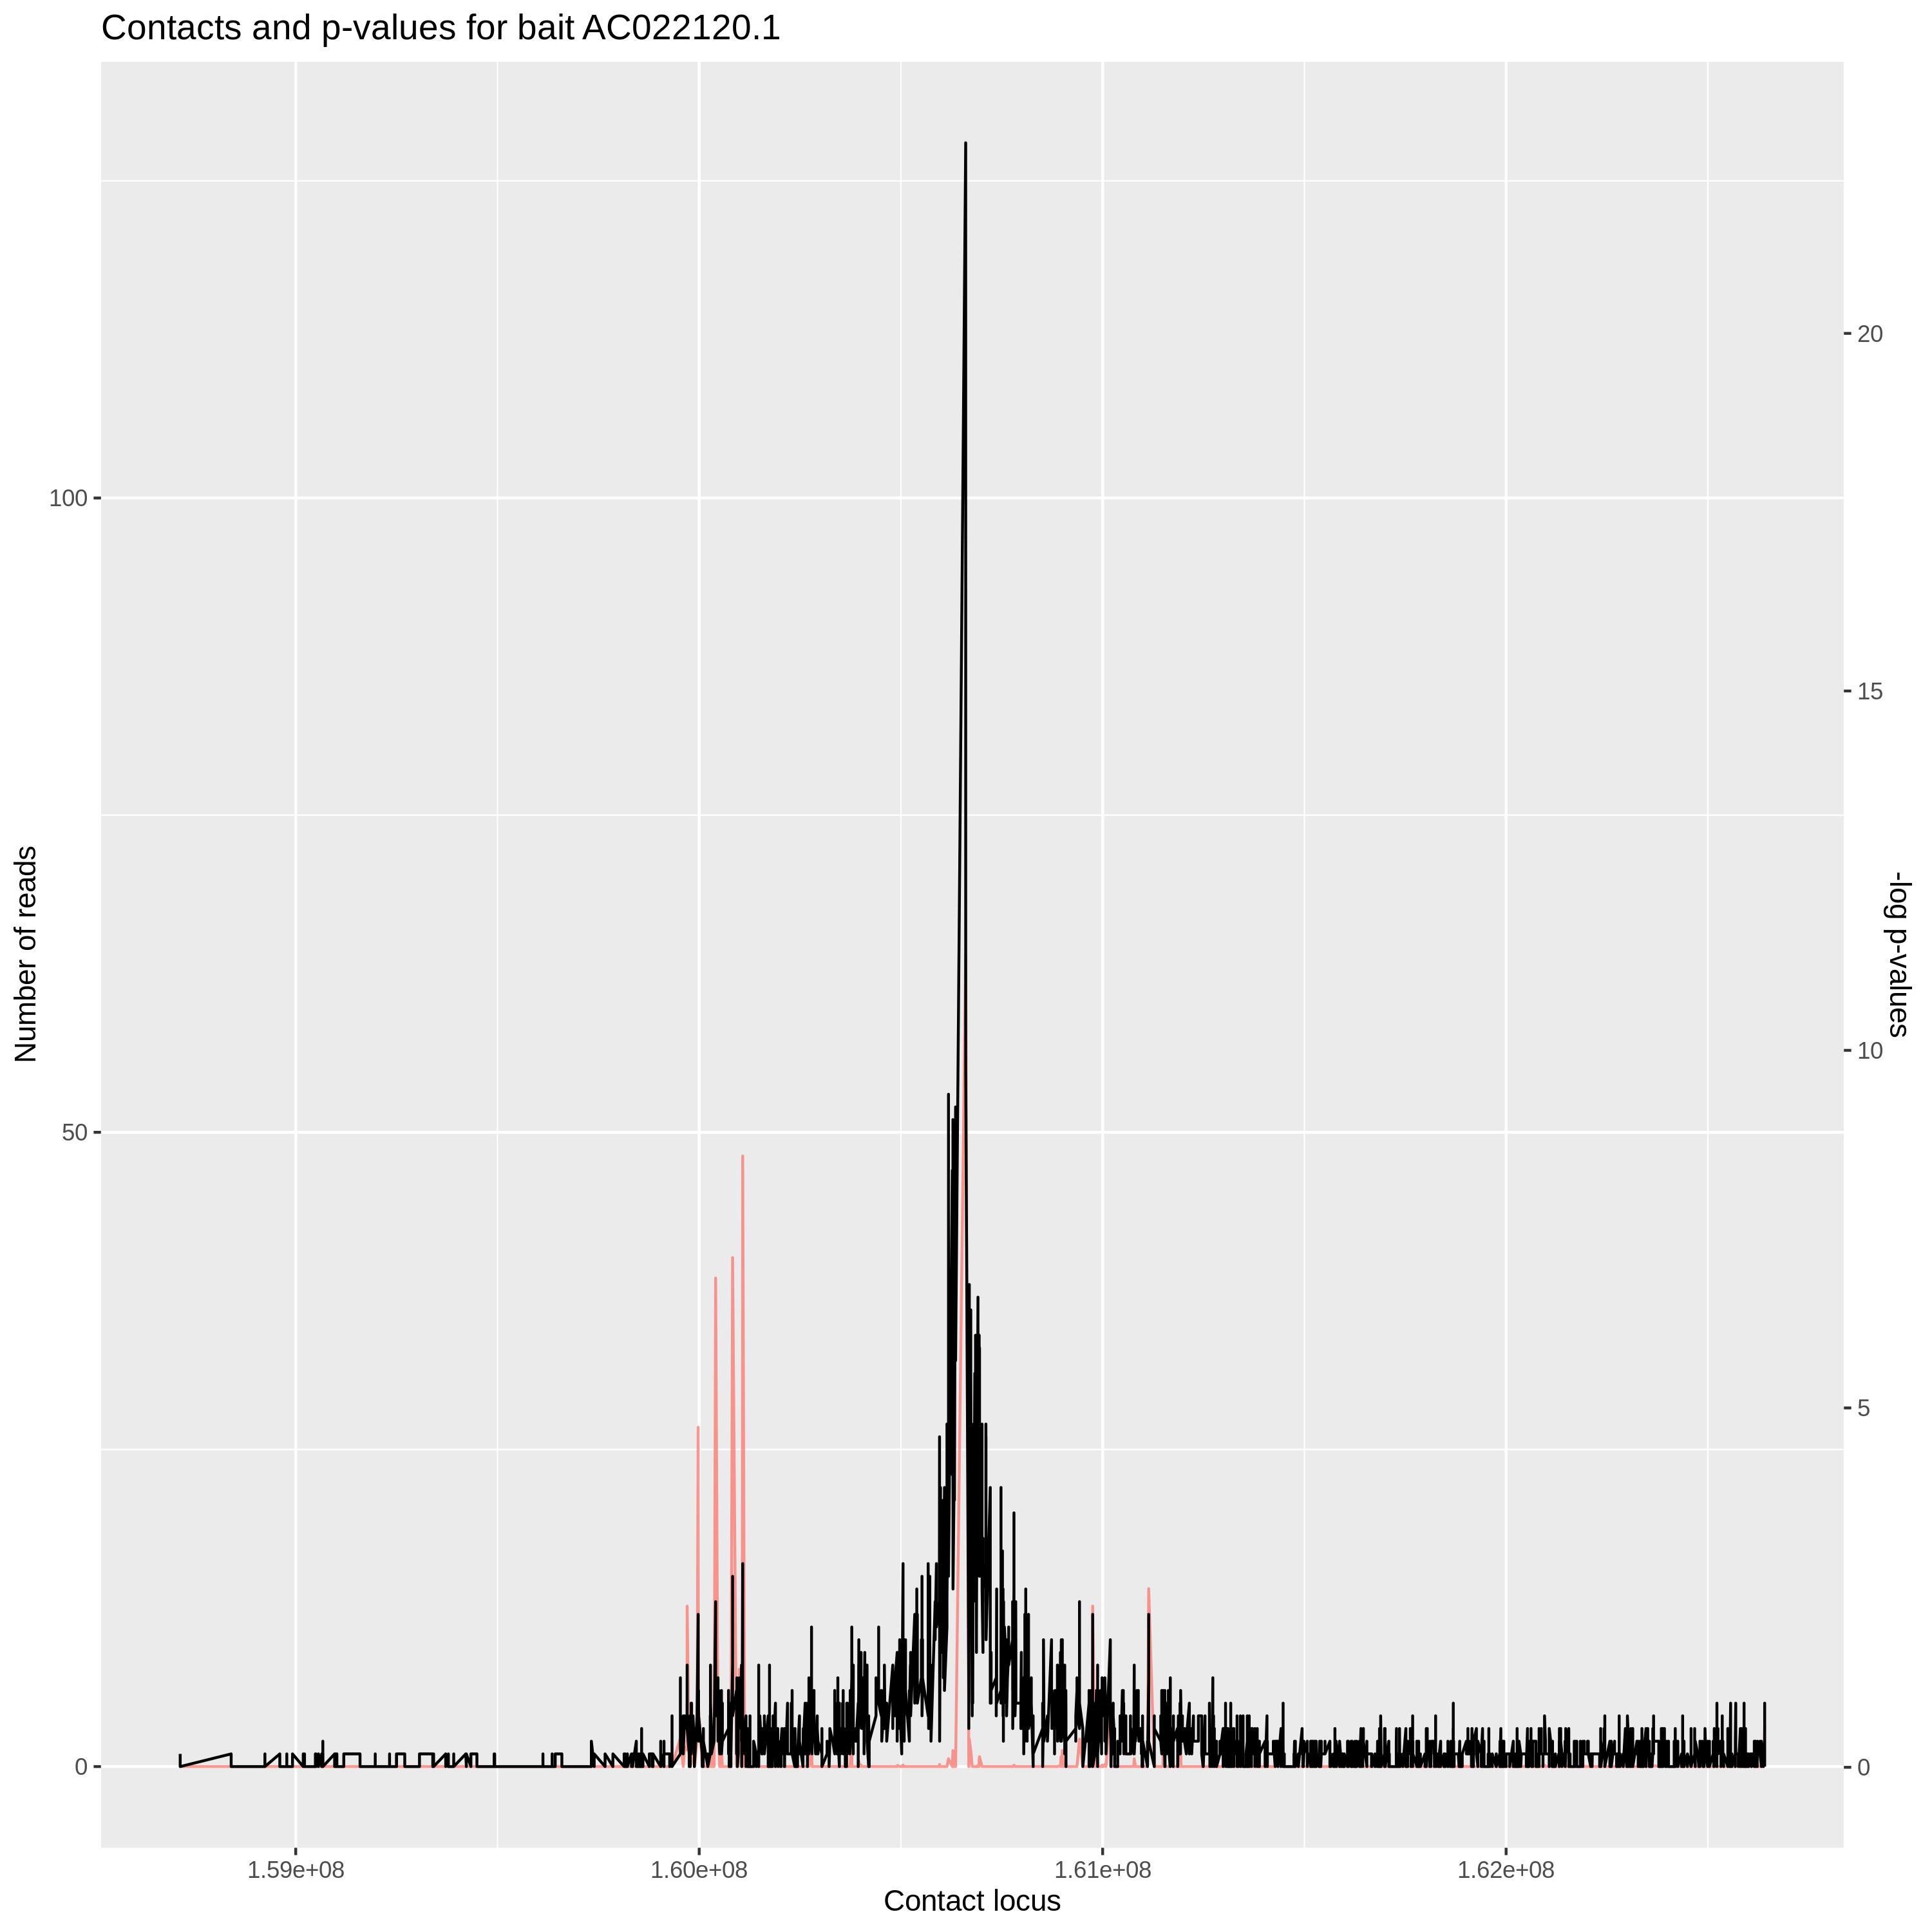 Contacts and p-values for bait AC022120.1
Number of reads
100
50
0
20
15
10
5
0
-log p-values
1.59e+08
1.60e+08
1.61e+08
1.62e+08
Contact locus